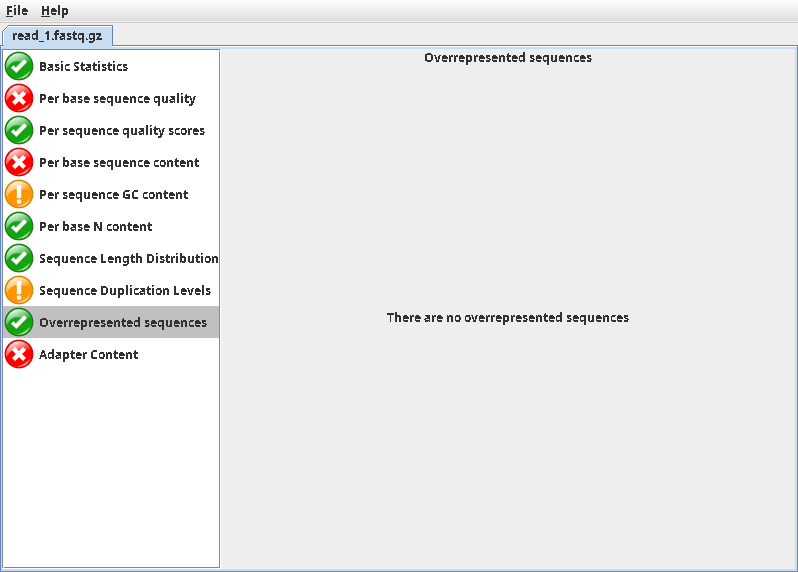 File Help
read_1.fastq.gz
Basic Statistics
Per base sequence quality
Per sequence quality scores
Per base sequence content
Per sequence GC content
Per base N content
Sequence Length Distribution
Sequence Duplication Levels
Overrepresented sequences
Adapter Content
Overrepresented sequences
There are no overrepresented sequences